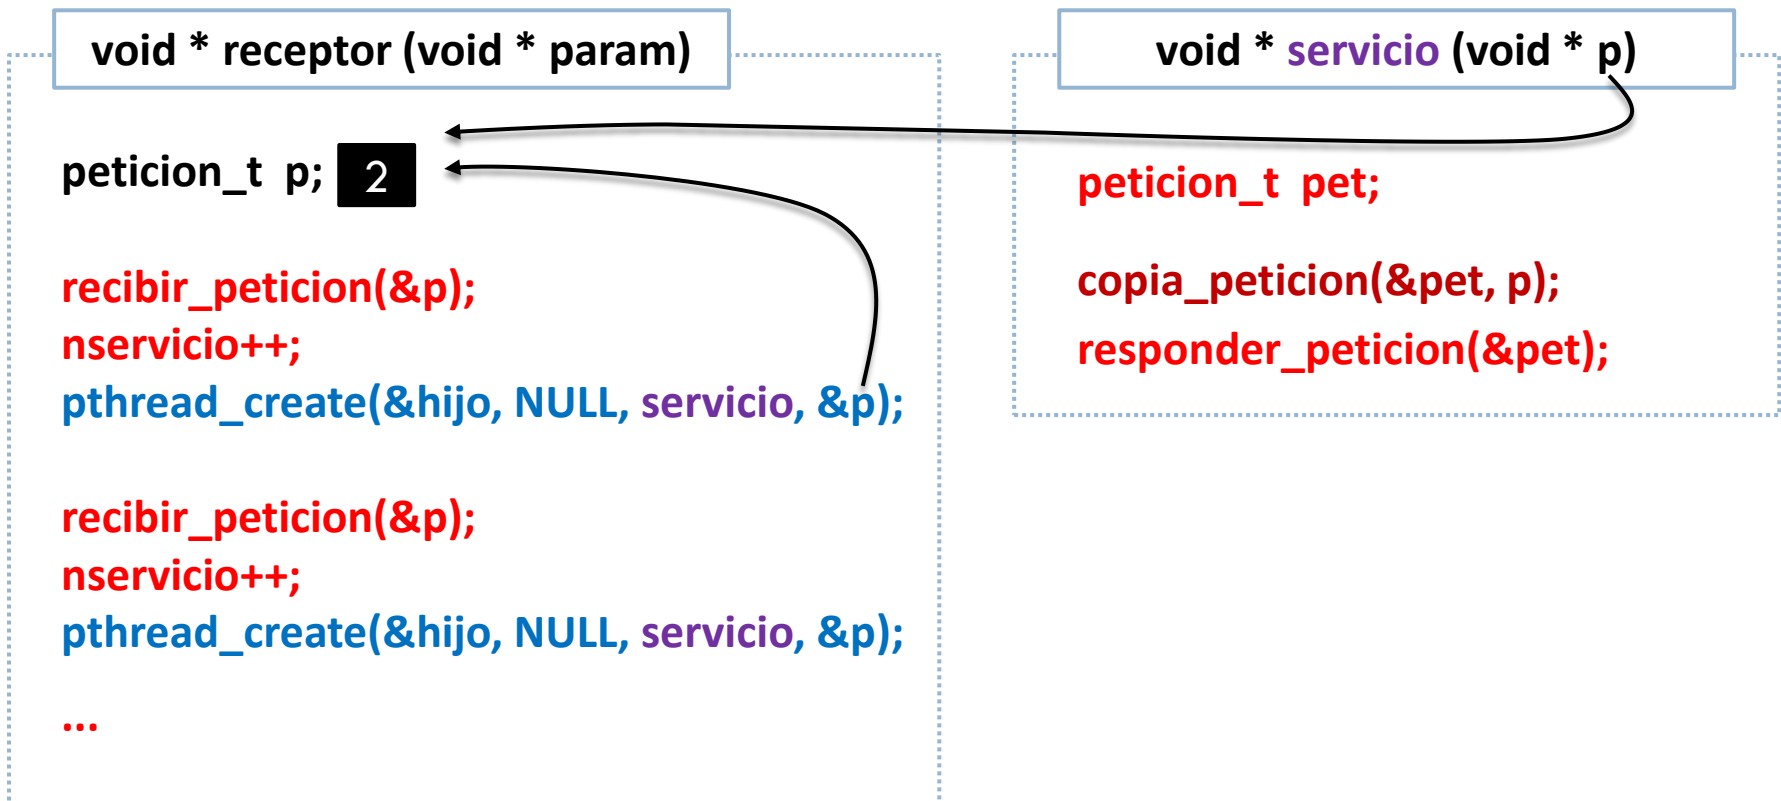 void * receptor (void * param)
peticion_t p; 2
recibir_peticion(&p);
nservicio++;
pthread_create(&hijo, NULL, servicio, &p);
recibir_peticion(&p);
nservicio++;
pthread_create(&hijo, NULL, servicio, &p);
...
void * servicio (void * p)
peticion_t pet;
copia_peticion(&pet, p);
responder_peticion(&pet);